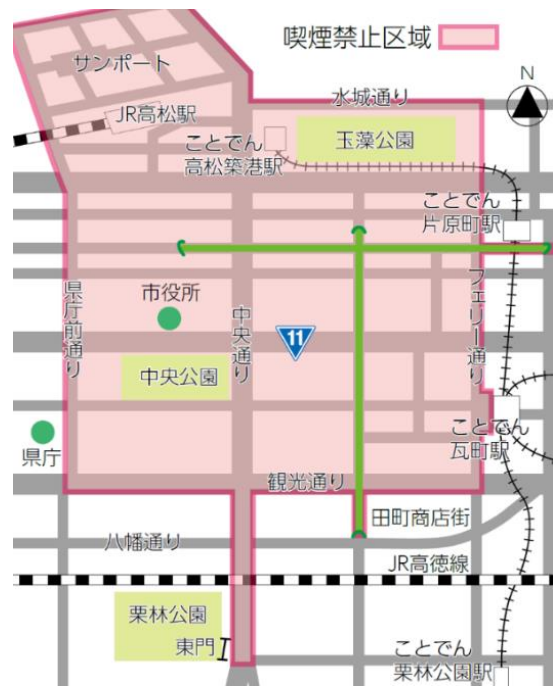 喫煙禁止区域
サンポート
N
水城通り
JR高松駅
ことでん
高松築港駅
玉藻公園
ことでん
片原町駅
県庁前通り
市役所
中央通り
11
フェリー通り
中央公園
ことでん
瓦町駅
県庁
観光通り
田町商店街
八幡通り
JR高徳線
栗林公園
東門
ことでん
栗林公園駅